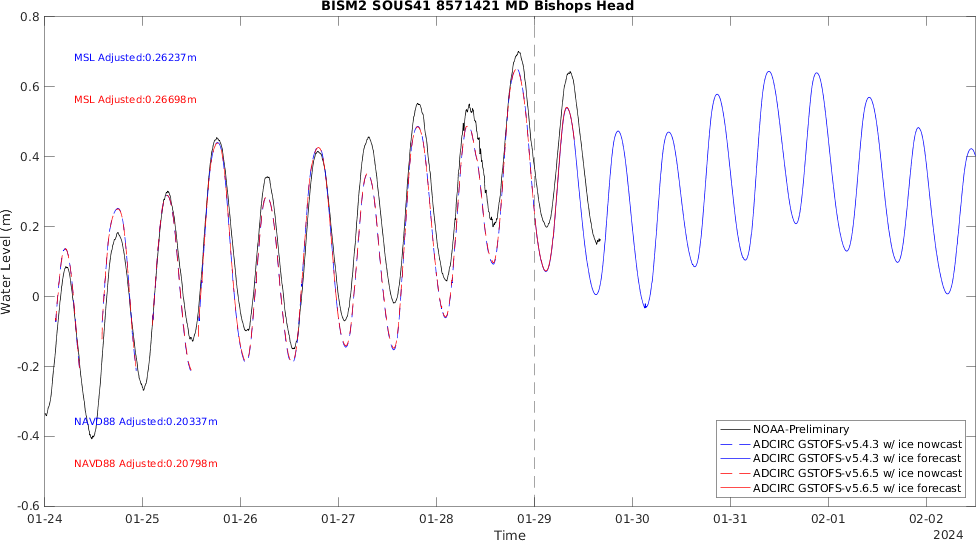 BISM2 SOUS41 8571421 MD Bishops Head
0.8
0.6
0.4
0.2
0
-0.2
-0.4
-0.6
Water Level (m)
MSL Adjusted:0.26237m
MSL Adjusted:0.26698m
NAVD88 Adjusted:0.20337m
NAVD88 Adjusted:0.20798m
NOAA-Preliminary
ADCIRC GSTOFS-v5.4.3 w/ ice nowcast
ADCIRC GSTOFS-v5.4.3 w/ ice forecast
ADCIRC GSTOFS-v5.6.5 w/ ice nowcast
ADCIRC GSTOFS-v5.6.5 w/ ice forecast
01-24 01-25 01-26 01-27 01-28 01-29 01-30 01-31 02-01 02-02
Time
2024